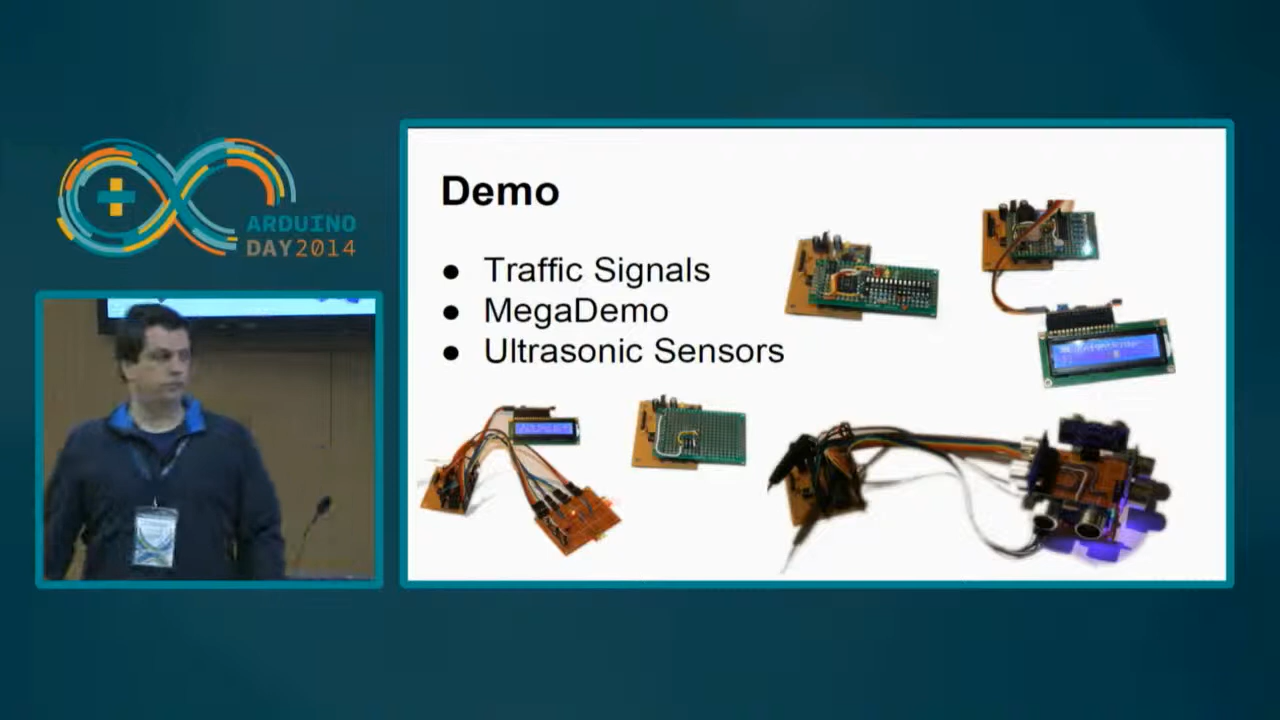 ARDUINO
DAY2014
Demo
● Traffic Signals
● MegaDemo
● Ultrasonic Sensors